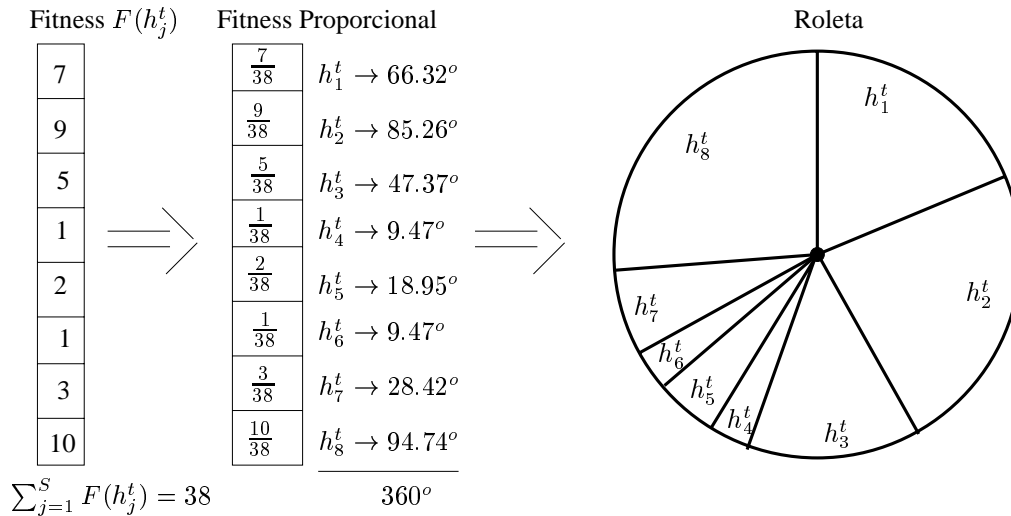 Fitness F(h_j^t)
7
9
5
1
2
1
3
10
∑_{j=1}^{S} F(h_j^t) = 38
Fitness Proporcional
7/38 h_1^t → 66.32°
9/38 h_2^t → 85.26°
5/38 h_3^t → 47.37°
1/38 h_4^t → 9.47°
2/38 h_5^t → 18.95°
1/38 h_6^t → 9.47°
3/38 h_7^t → 28.42°
10/38 h_8^t → 94.74°
360°
Roleta
h_1^t
h_2^t
h_3^t
h_4^t
h_5^t
h_6^t
h_7^t
h_8^t